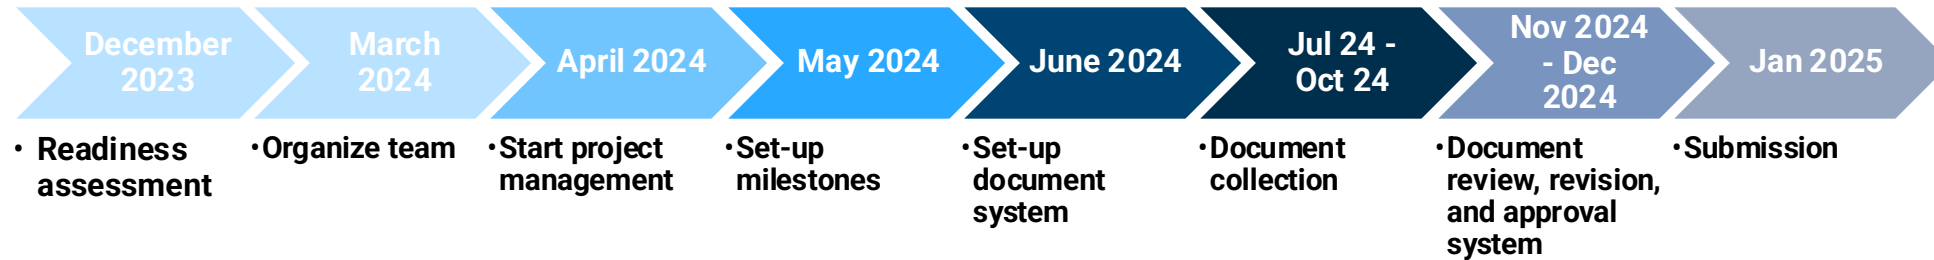 December
2023
March
2024
April 2024
May 2024
June 2024
Jul 24 -
Oct 24
Nov 2024
- Dec
2024
Jan 2025
• Readiness
assessment
•Organize team
•Start project
management
•Set-up
milestones
•Set-up
document
system
•Document
collection
•Document
review, revision,
and approval
system
•Submission